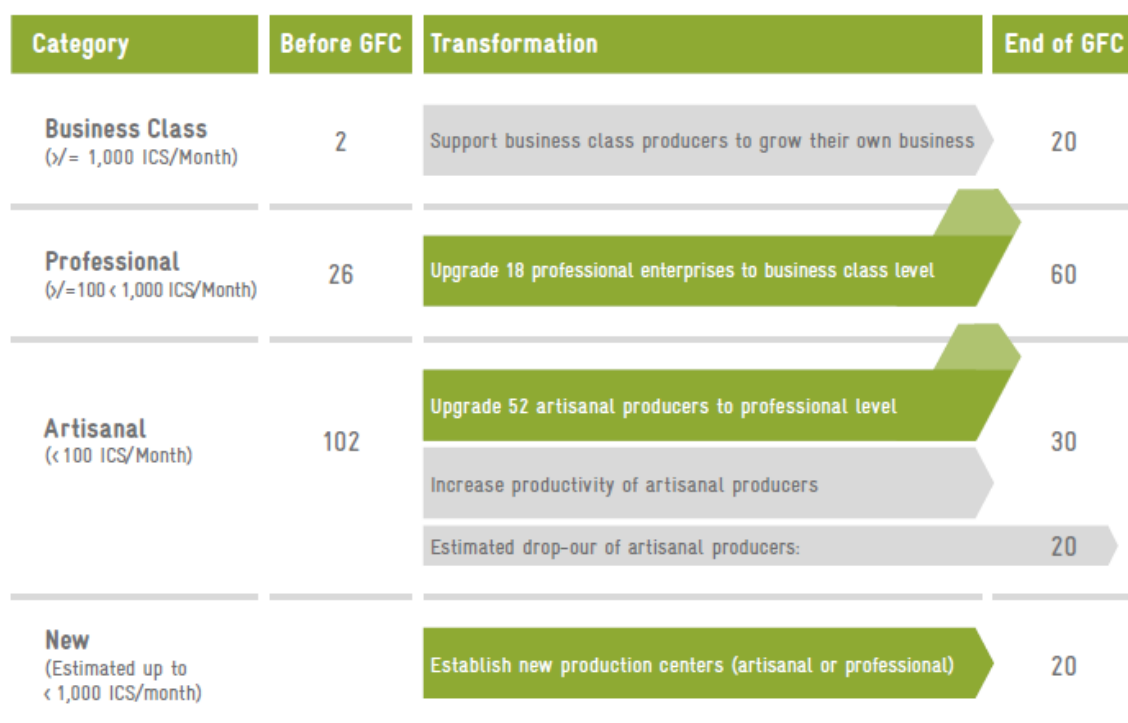 Category Before GFC Transformation End of GFC
Business Class
(>/= 1,000 ICS/Month)
2
Support business class producers to grow their own business
20
Professional
(>/=100 < 1,000 ICS/Month)
26
Upgrade 18 professional enterprises to business class level
60
Artisanal
(< 100 ICS/Month)
102
Upgrade 52 artisanal producers to professional level
Increase productivity of artisanal producers
30
Estimated drop-our of artisanal producers: 20
New
(Estimated up to
< 1,000 ICS/month)
Establish new production centers (artisanal or professional)
20